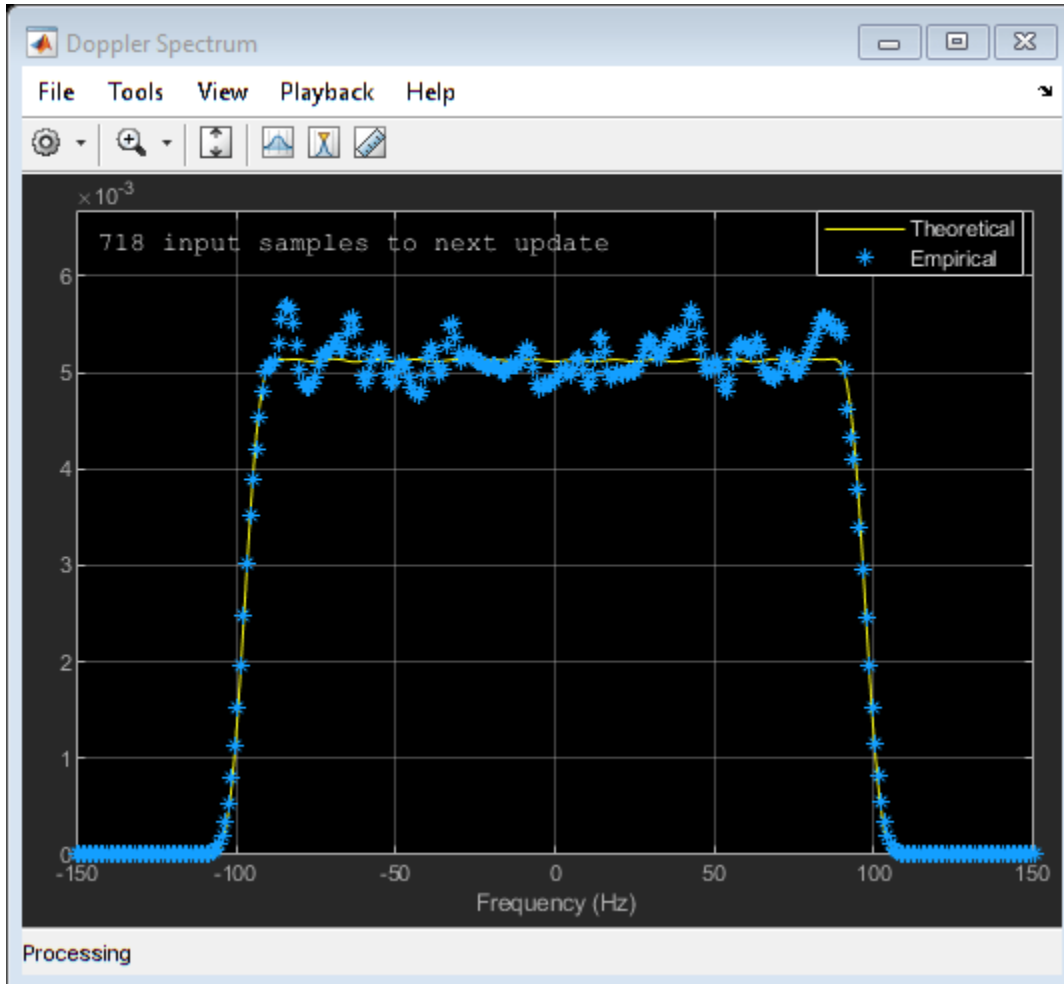 Doppler Spectrum
File Tools View Playback Help
×10-3
718 input samples to next update
Theoretical
Empirical
6
5
4
3
2
1
0
-150 -100 -50 0 50 100 150
Frequency (Hz)
Processing